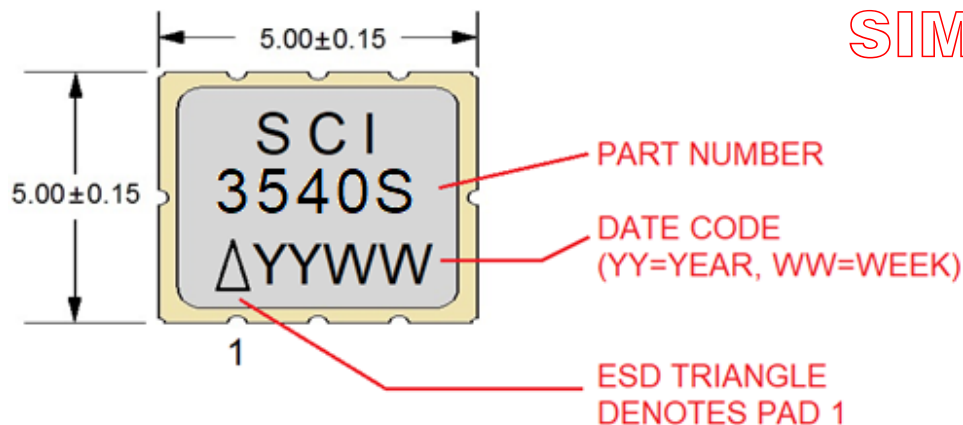 5.00±0.15
SIM
5.00±0.15
SCI
3540S
△YYWW
1
PART NUMBER
DATE CODE
(YY=YEAR, WW=WEEK)
ESD TRIANGLE
DENOTES PAD 1